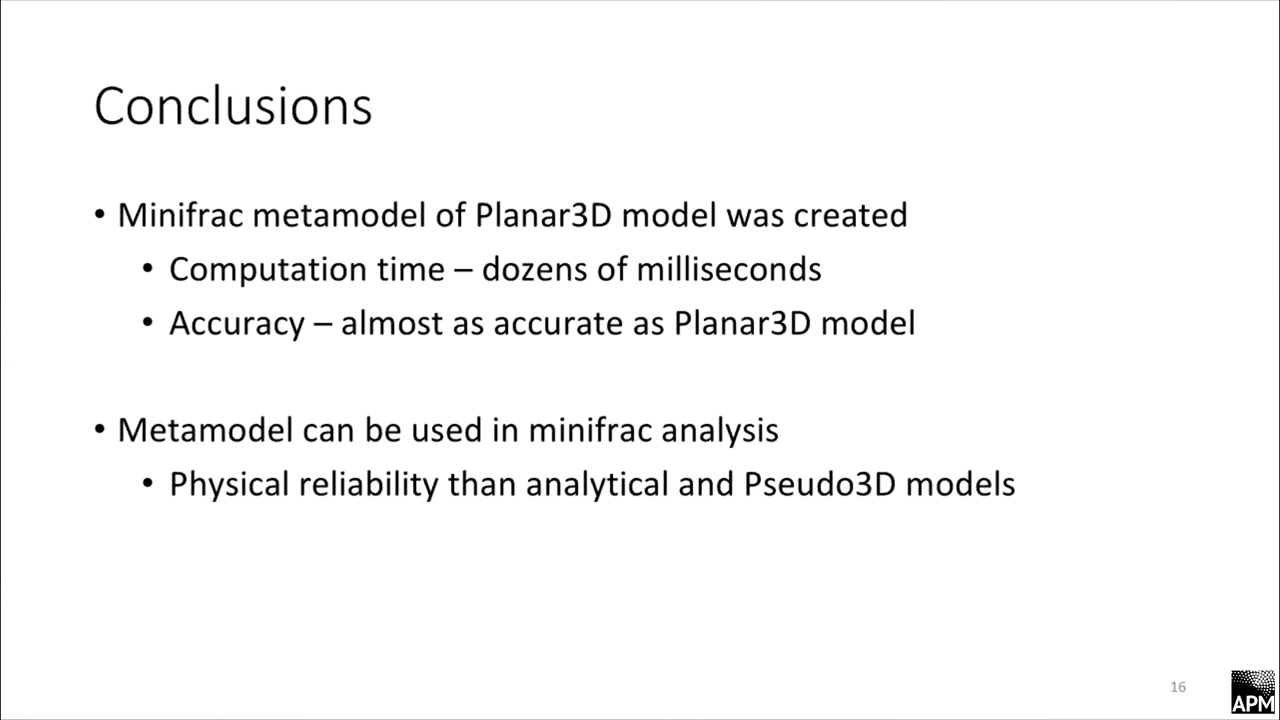 Conclusions
• Minifrac metamodel of Planar3D model was created
• Computation time – dozens of milliseconds
• Accuracy – almost as accurate as Planar3D model
• Metamodel can be used in minifrac analysis
• Physical reliability than analytical and Pseudo3D models
16
APM